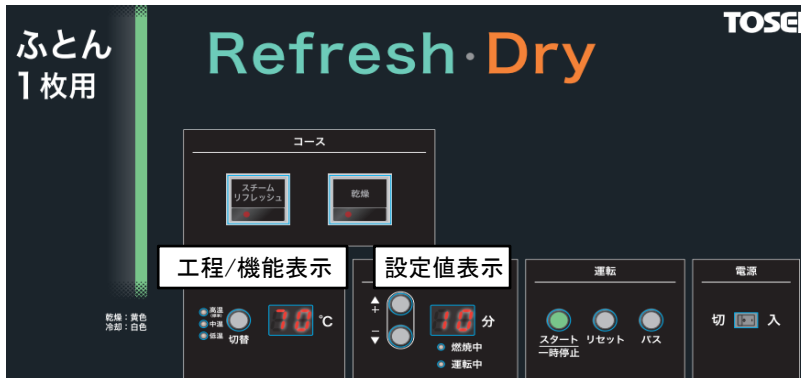 ふとん
1枚用
Refresh・Dry
TOSEI
コース
スチーム
リフレッシュ
乾燥
工程/機能表示
設定値表示
運転
電源
乾燥：黄色
冷却：白色
高温
中温
低温
切替
70 ℃
▲
+
−
▼
10 分
燃焼中
運転中
スタート
一時停止
リセット
パス
切
入